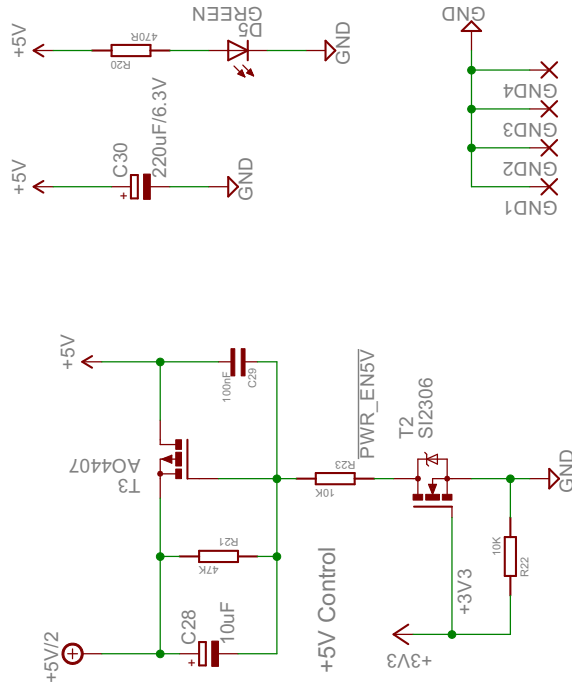 +5V
470R
R20
GREEN
D5
GND
+5V
C30
220uF/6.3V
GND
GND
GND4
GND3
GND2
GND1
+5V
100nF
C29
T3
AO4407
R21
47K
+5V/2
C28
10uF
+5V Control
R23
10K
PWR_EN5V
T2
SI2306
GND
10K
R22
+3V3
+3V3